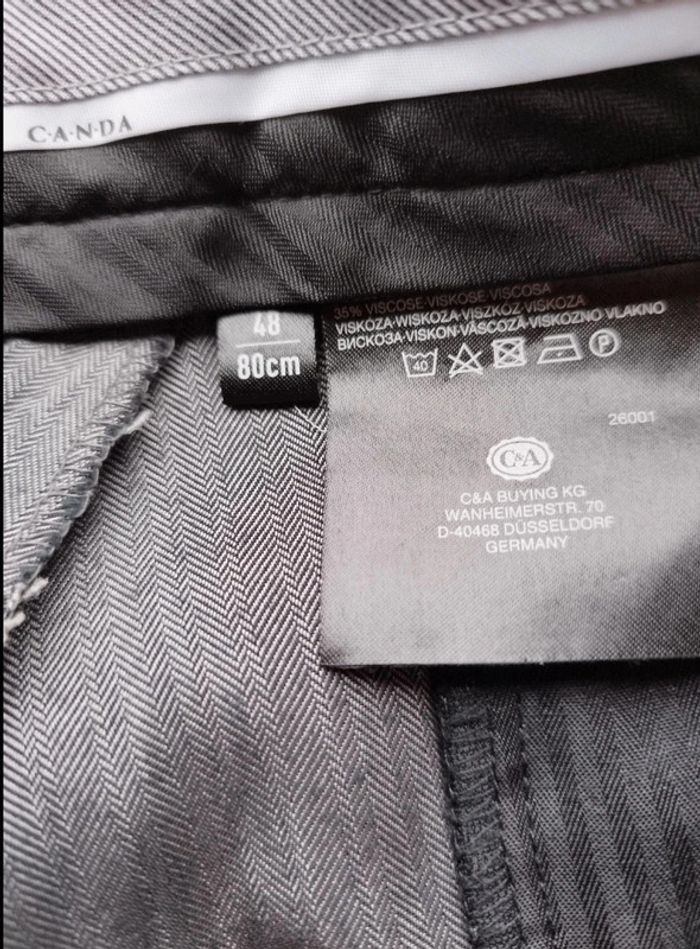 C·A·N·D·A
48
80cm
35% VISCOSE·VISKOSE·VISCOSA
VISKOZA·WISKOZA·VISZKÓZ·VISKOZA
ВИСКОЗА·VISKON·VÂSCOZĂ·VISKOZNO VLAKNO
40
P
26001
C&A
C&A BUYING KG
WANHEIMERSTR. 70
D-40468 DÜSSELDORF
GERMANY